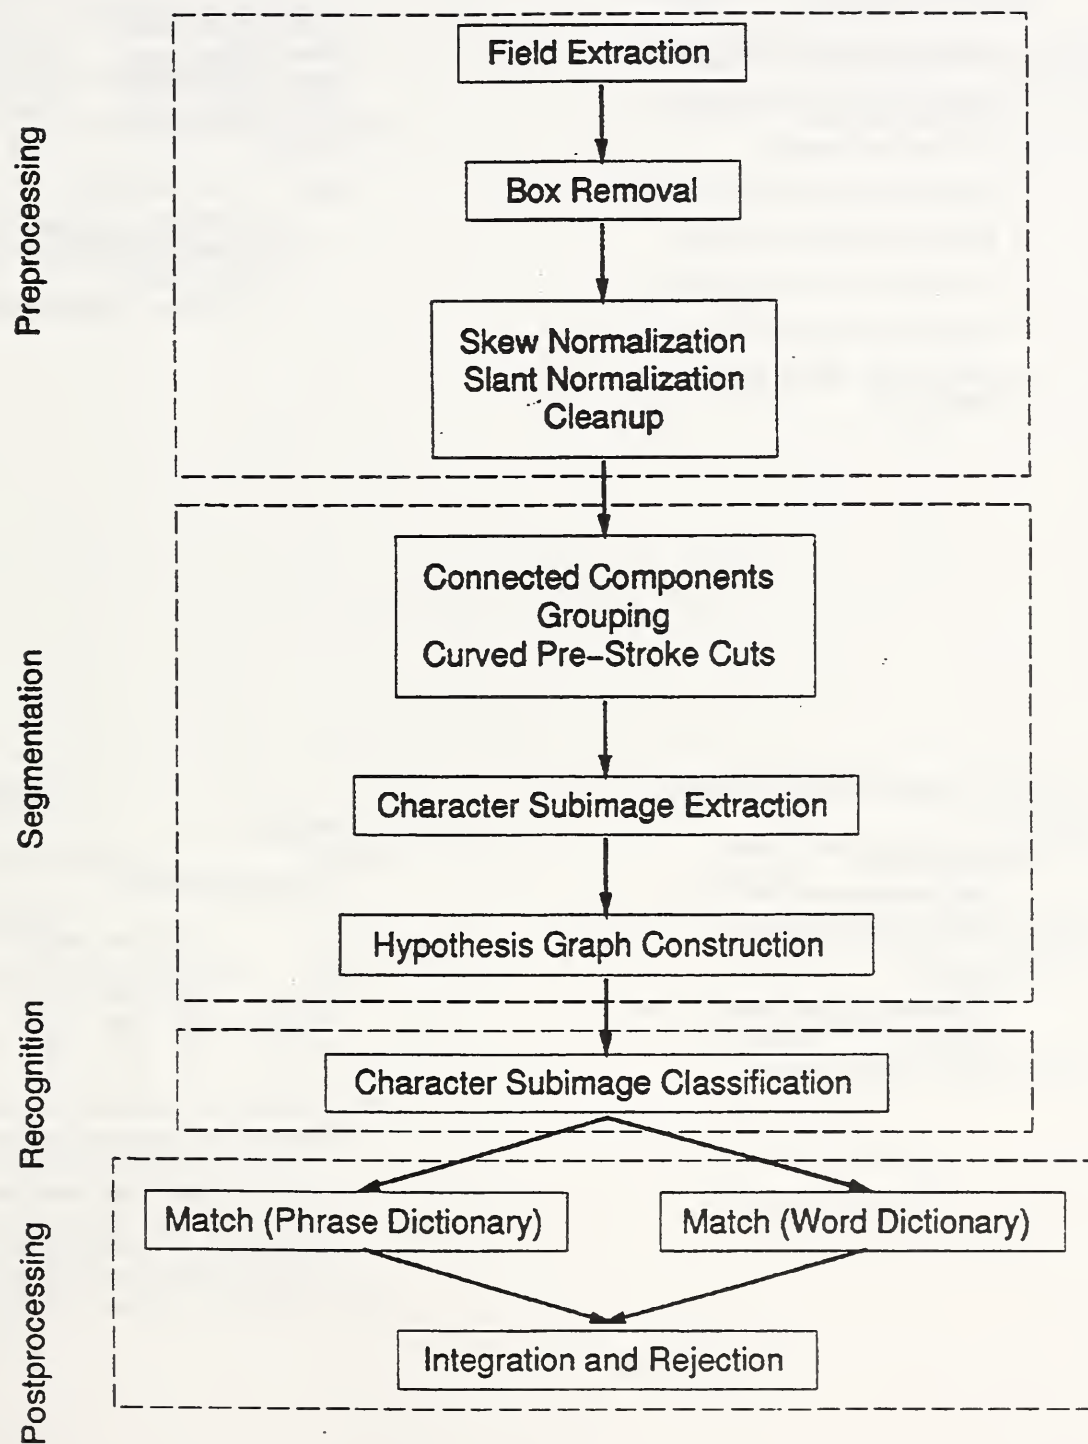 Preprocessing
Field Extraction
Box Removal
Skew Normalization
Slant Normalization
Cleanup
Segmentation
Connected Components
Grouping
Curved Pre–Stroke Cuts
Character Subimage Extraction
Hypothesis Graph Construction
Recognition
Character Subimage Classification
Postprocessing
Match (Phrase Dictionary)
Match (Word Dictionary)
Integration and Rejection